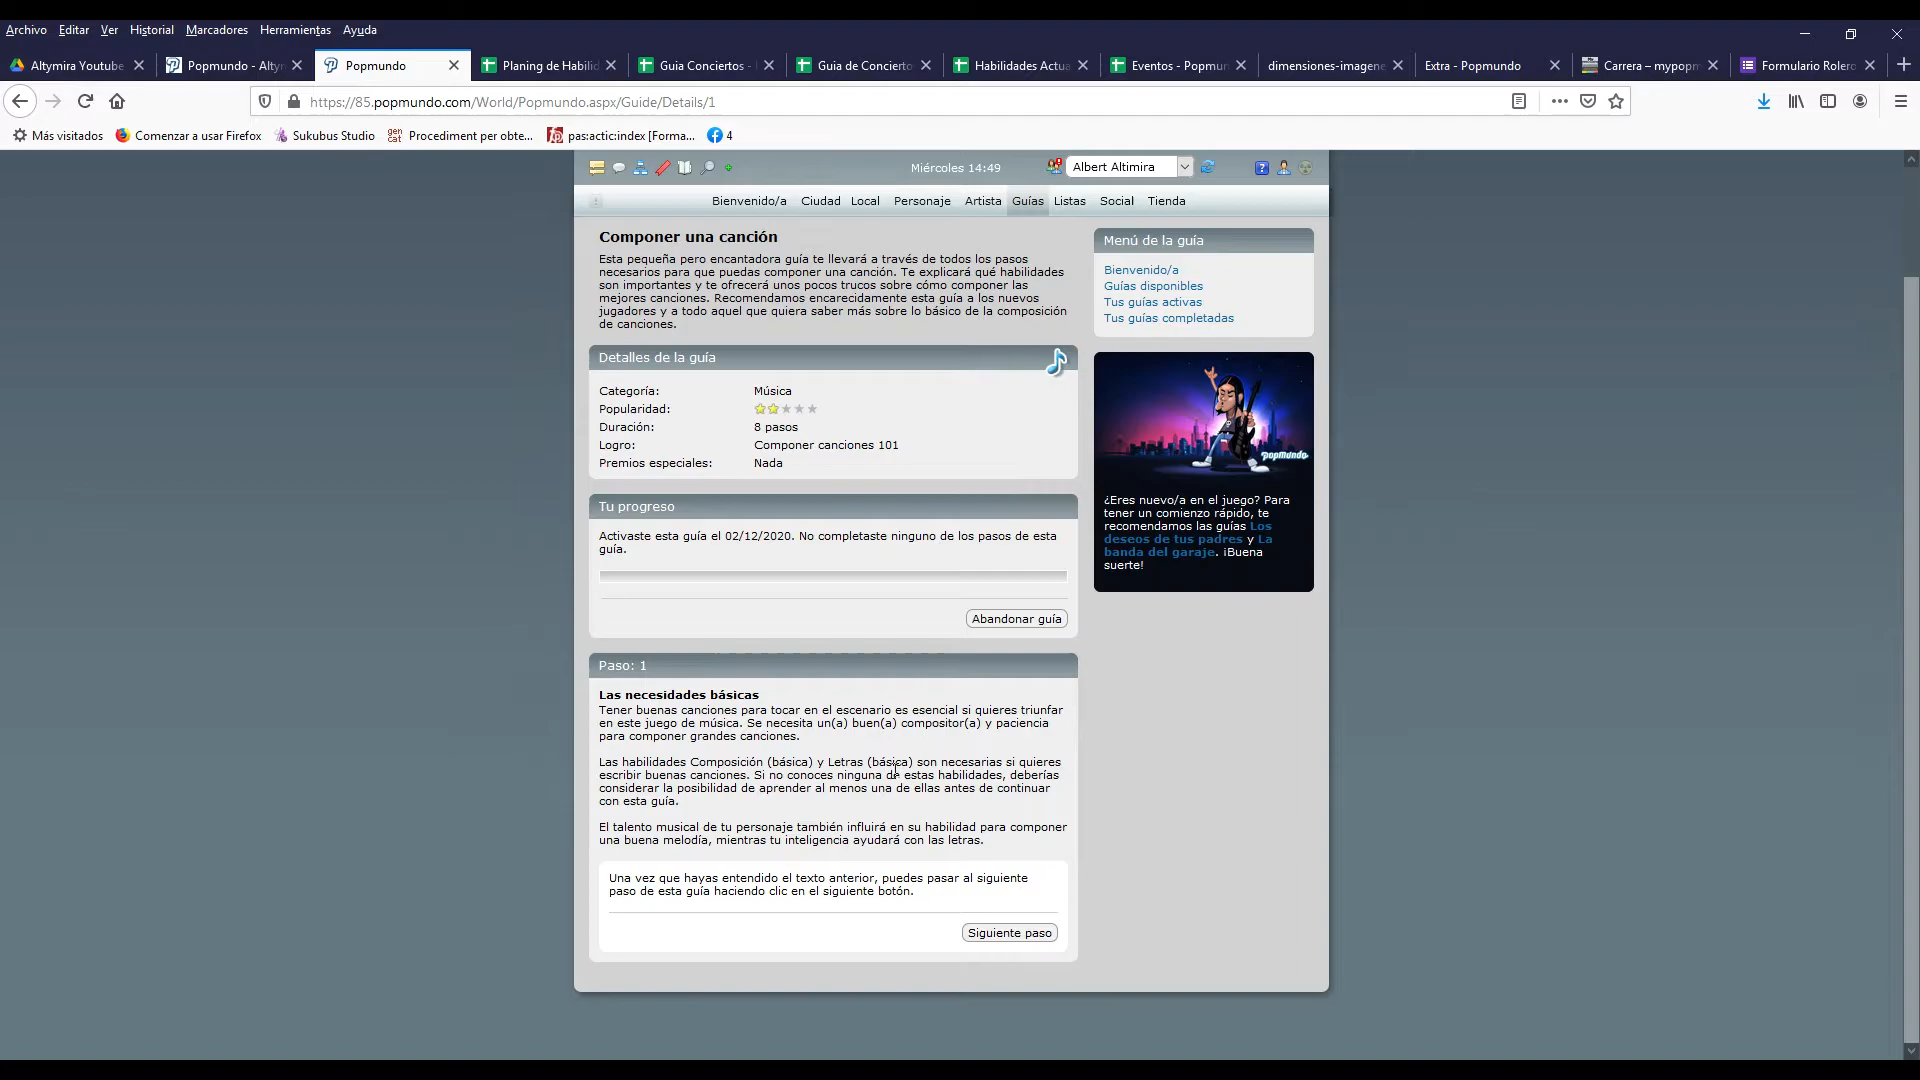 Archivo Editar Ver Historial Marcadores Herramientas Ayuda
Altymira Youtube Popmundo - Altyn Popmundo Planing de Habilid Guia Conciertos - Guia de Concierto Habilidades Actua Eventos - Popmun dimensiones-imagene Extra - Popmundo Carrera – mypopm Formulario Rolero
https://85.popmundo.com/World/Popmundo.aspx/Guide/Details/1
Más visitados Comenzar a usar Firefox Sukubus Studio gen cat Procediment per obte... pas:actic:index [Forma... 4
Miércoles 14:49 Albert Altimira
Bienvenido/a Ciudad Local Personaje Artista Guías Listas Social Tienda
Componer una canción
Esta pequeña pero encantadora guía te llevará a través de todos los pasos
necesarios para que puedas componer una canción. Te explicará qué habilidades
son importantes y te ofrecerá unos pocos trucos sobre cómo componer las
mejores canciones. Recomendamos encarecidamente esta guía a los nuevos
jugadores y a todo aquel que quiera saber más sobre lo básico de la composición
de canciones.
Detalles de la guía
Categoría: Música
Popularidad:
Duración: 8 pasos
Logro: Componer canciones 101
Premios especiales: Nada
Tu progreso
Activaste esta guía el 02/12/2020. No completaste ninguno de los pasos de esta
guía.
Abandonar guía
Paso: 1
Las necesidades básicas
Tener buenas canciones para tocar en el escenario es esencial si quieres triunfar
en este juego de música. Se necesita un(a) buen(a) compositor(a) y paciencia
para componer grandes canciones.
Las habilidades Composición (básica) y Letras (básica) son necesarias si quieres
escribir buenas canciones. Si no conoces ninguna de estas habilidades, deberías
considerar la posibilidad de aprender al menos una de ellas antes de continuar
con esta guía.
El talento musical de tu personaje también influirá en su habilidad para componer
una buena melodía, mientras tu inteligencia ayudará con las letras.
Una vez que hayas entendido el texto anterior, puedes pasar al siguiente
paso de esta guía haciendo clic en el siguiente botón.
Siguiente paso
Menú de la guía
Bienvenido/a
Guías disponibles
Tus guías activas
Tus guías completadas
popmundo
¿Eres nuevo/a en el juego? Para
tener un comienzo rápido, te
recomendamos las guías Los
deseos de tus padres y La
banda del garaje. ¡Buena
suerte!